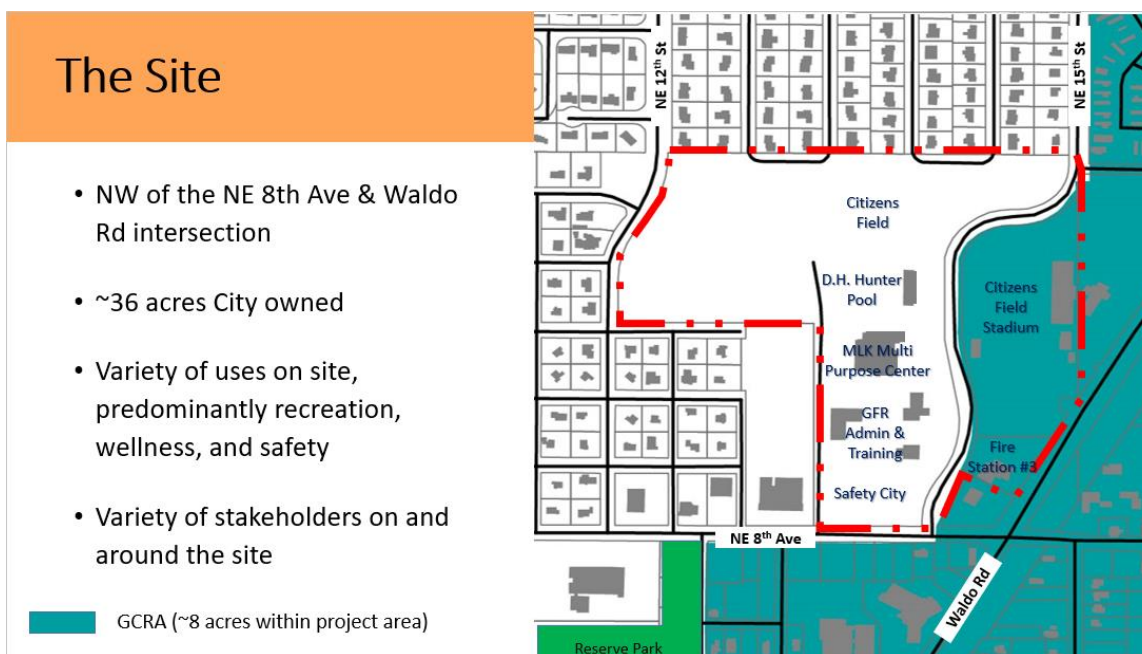 The Site
• NW of the NE 8th Ave & Waldo
Rd intersection
• ~36 acres City owned
• Variety of uses on site,
predominantly recreation,
wellness, and safety
• Variety of stakeholders on and
around the site
GCRA (~8 acres within project area)
NE 12th St
NE 15th St
Citizens
Field
D.H. Hunter
Pool
Citizens
Field
Stadium
MLK Multi
Purpose Center
GFR
Admin &
Training
Fire
Station #3
Safety City
NE 8th Ave
Waldo Rd
Reserve Park